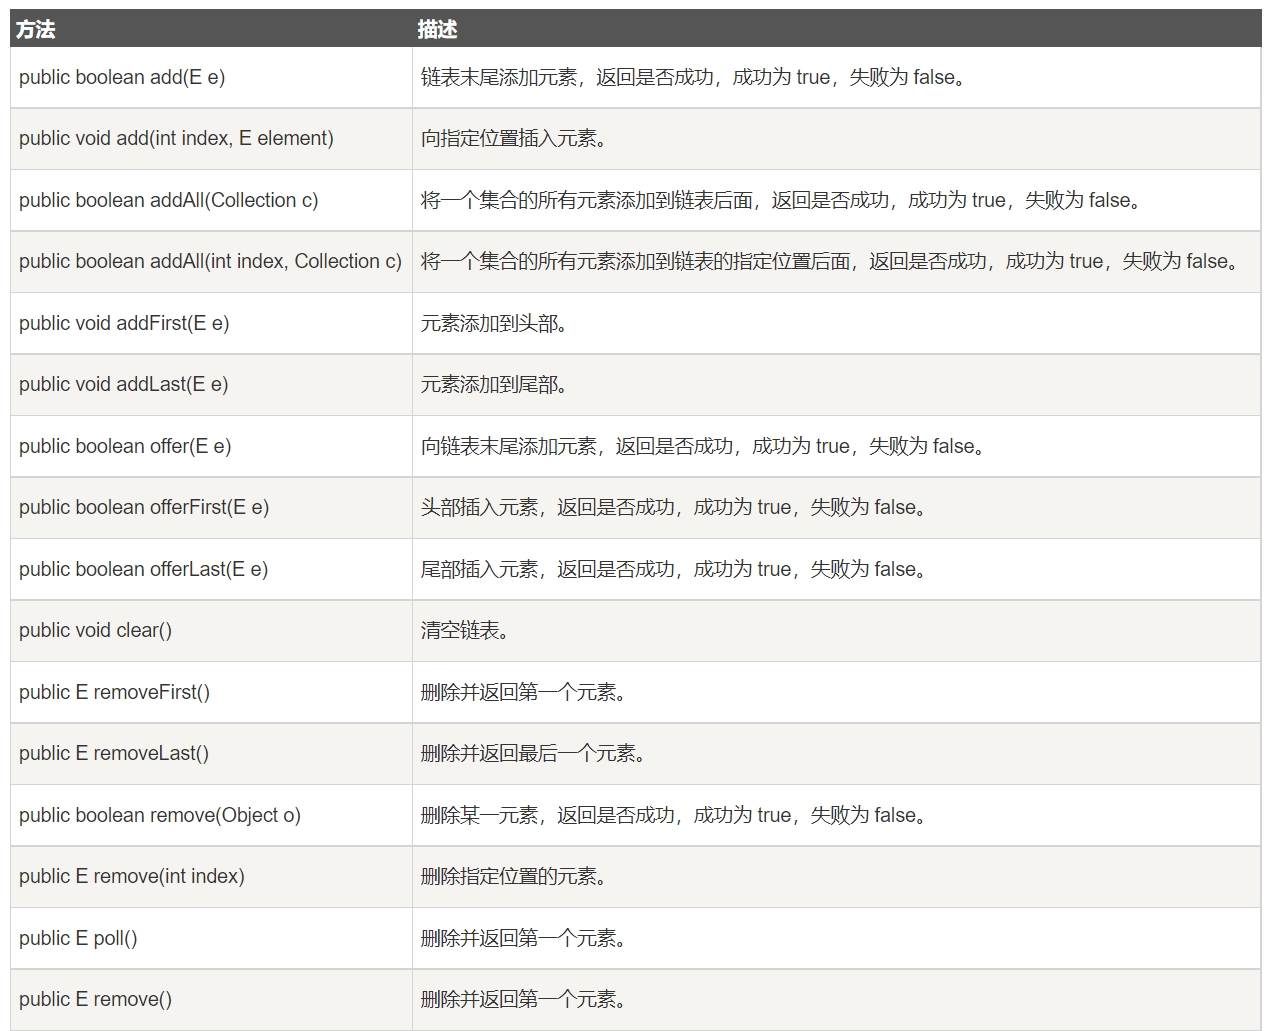 方法 描述
public boolean add(E e) 链表末尾添加元素，返回是否成功，成功为 true，失败为 false。
public void add(int index, E element) 向指定位置插入元素。
public boolean addAll(Collection c) 将一个集合的所有元素添加到链表后面，返回是否成功，成功为 true，失败为 false。
public boolean addAll(int index, Collection c) 将一个集合的所有元素添加到链表的指定位置后面，返回是否成功，成功为 true，失败为 false。
public void addFirst(E e) 元素添加到头部。
public void addLast(E e) 元素添加到尾部。
public boolean offer(E e) 向链表末尾添加元素，返回是否成功，成功为 true，失败为 false。
public boolean offerFirst(E e) 头部插入元素，返回是否成功，成功为 true，失败为 false。
public boolean offerLast(E e) 尾部插入元素，返回是否成功，成功为 true，失败为 false。
public void clear() 清空链表。
public E removeFirst() 删除并返回第一个元素。
public E removeLast() 删除并返回最后一个元素。
public boolean remove(Object o) 删除某一元素，返回是否成功，成功为 true，失败为 false。
public E remove(int index) 删除指定位置的元素。
public E poll() 删除并返回第一个元素。
public E remove() 删除并返回第一个元素。